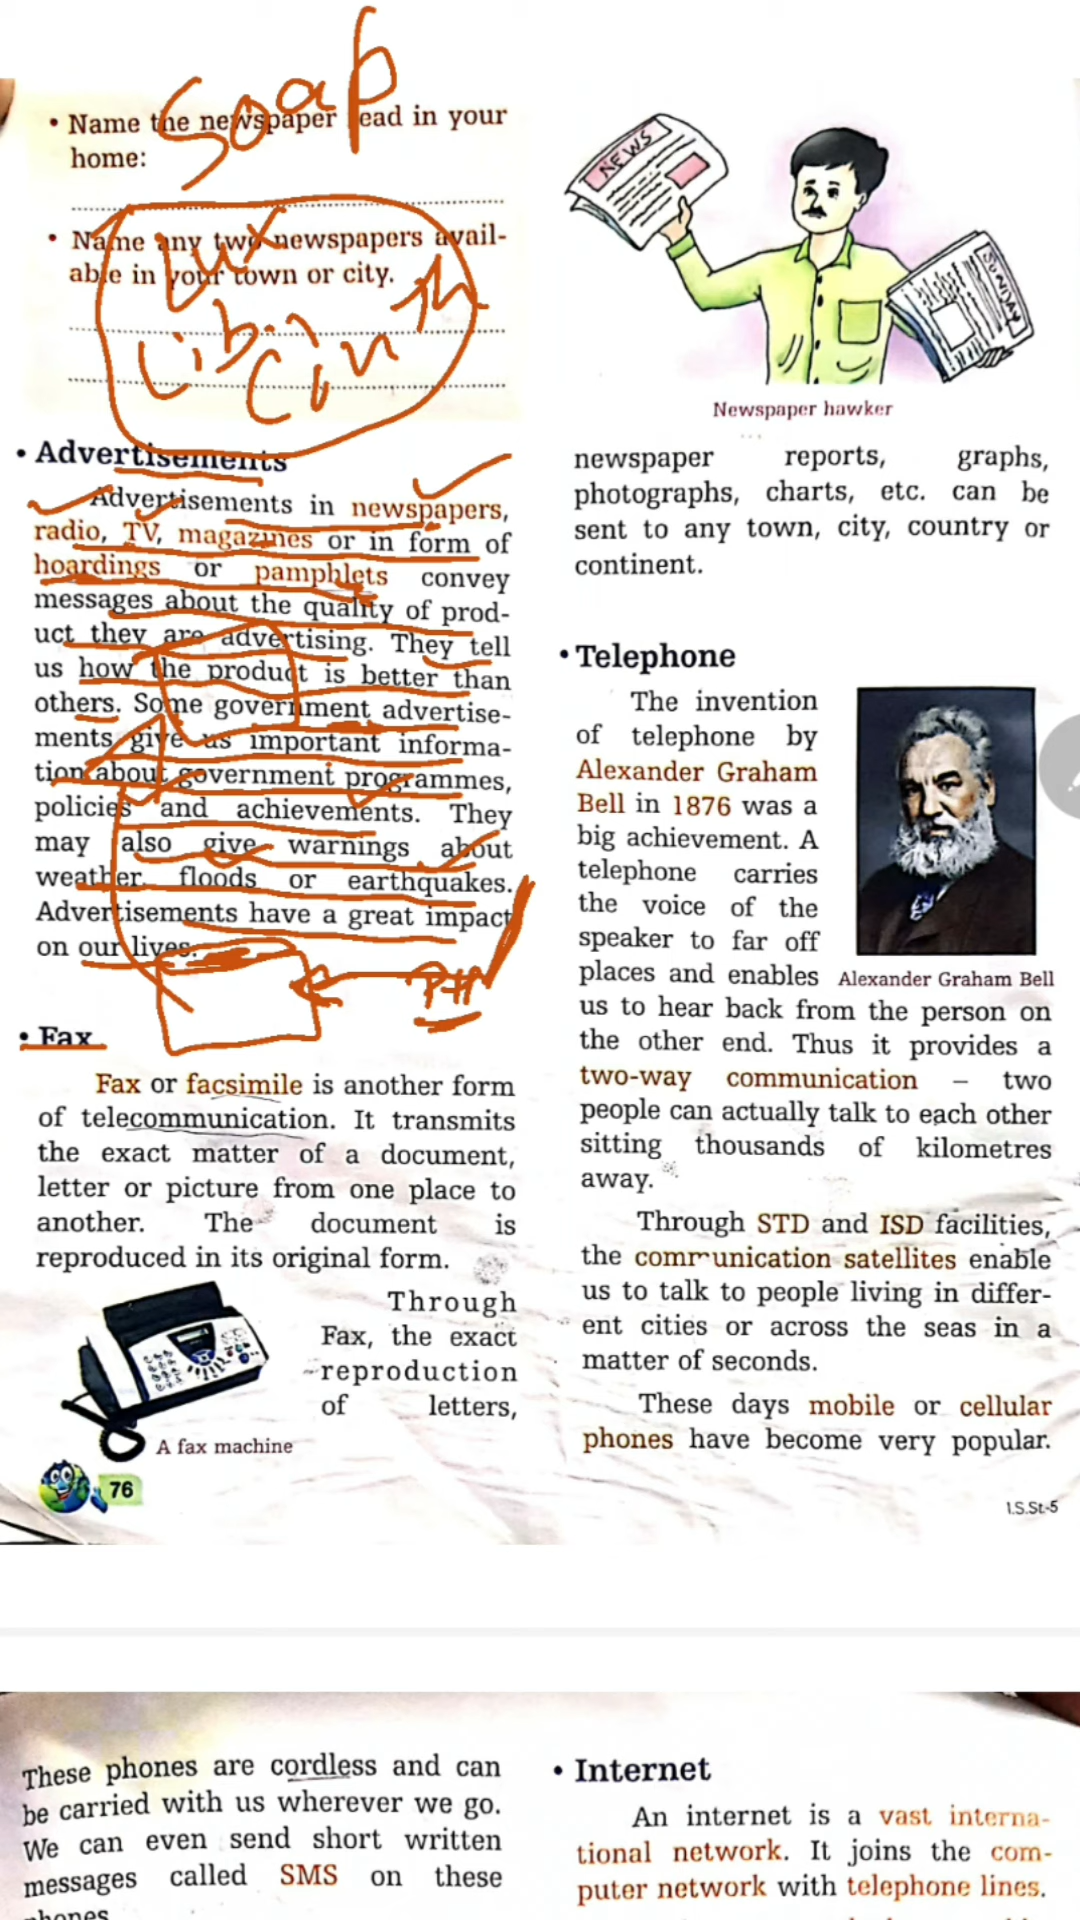 soap
• Name the newspaper read in your
home:
• Name any two newspapers avail-
able in your town or city.
Lux
Cin th
• Advertisements
Advertisements in newspapers,
radio, TV, magazines or in form of
hoardings or pamphlets convey
messages about the quality of prod-
uct they are advertising. They tell
us how the product is better than
others. Some government advertise-
ments give us important informa-
tion about government programmes,
policies and achievements. They
may also give warnings about
weather, floods or earthquakes.
Advertisements have a great impact
on our lives.
• Fax
Fax or facsimile is another form
of telecommunication. It transmits
the exact matter of a document,
letter or picture from one place to
another. The document is
reproduced in its original form.
Through
Fax, the exact
reproduction
of letters,
A fax machine
76
NEWS
SUNDAY
Newspaper hawker
newspaper reports, graphs,
photographs, charts, etc. can be
sent to any town, city, country or
continent.
• Telephone
The invention
of telephone by
Alexander Graham
Bell in 1876 was a
big achievement. A
telephone carries
the voice of the
speaker to far off
places and enables
Alexander Graham Bell
us to hear back from the person on
the other end. Thus it provides a
two-way communication – two
people can actually talk to each other
sitting thousands of kilometres
away.
Through STD and ISD facilities,
the communication satellites enable
us to talk to people living in differ-
ent cities or across the seas in a
matter of seconds.
These days mobile or cellular
phones have become very popular.
I.S.St-5
These phones are cordless and can
be carried with us wherever we go.
We can even send short written
messages called SMS on these
phones
• Internet
An internet is a vast interna-
tional network. It joins the com-
puter network with telephone lines.